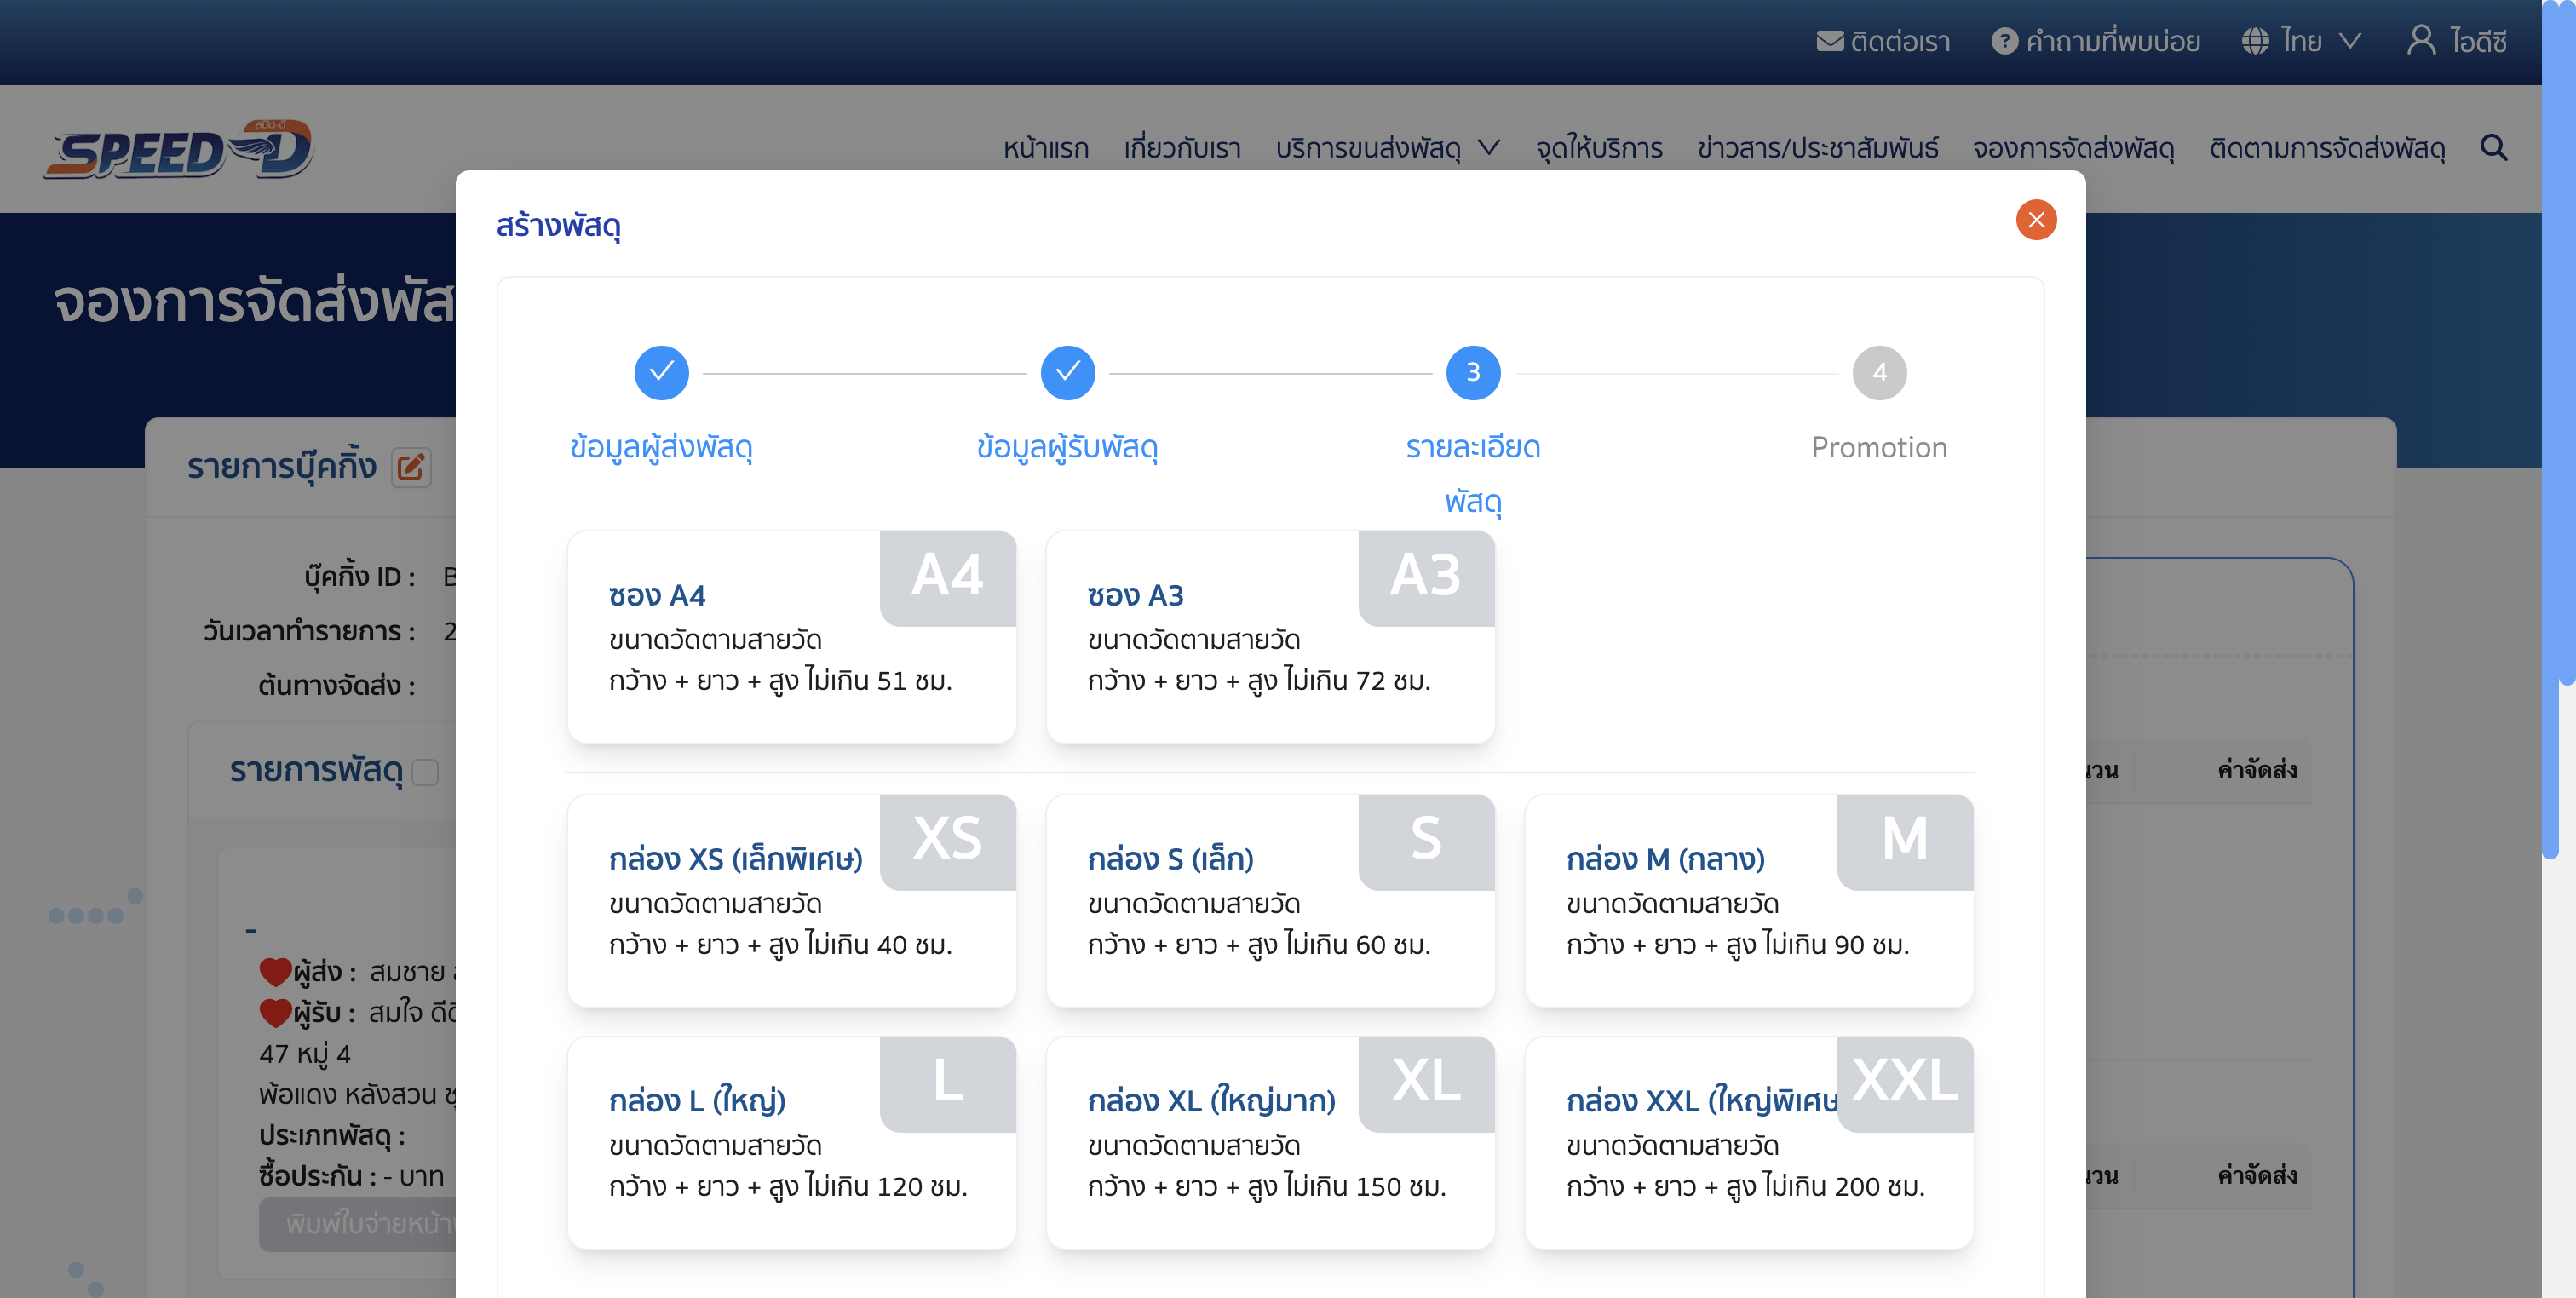 ติดต่อเรา
คำถามที่พบบ่อย
ไทย
ไอดีซี
สปีด-ดี
SPEED-D
หน้าแรก
เกี่ยวกับเรา
บริการขนส่งพัสดุ
จุดให้บริการ
ข่าวสาร/ประชาสัมพันธ์
จองการจัดส่งพัสดุ
ติดตามการจัดส่งพัสดุ
จองการจัดส่งพัส
สร้างพัสดุ
3
4
ข้อมูลผู้ส่งพัสดุ
ข้อมูลผู้รับพัสดุ
รายละเอียด
พัสดุ
Promotion
ซอง A4
A4
ขนาดวัดตามสายวัด
กว้าง + ยาว + สูง ไม่เกิน 51 ซม.
ซอง A3
A3
ขนาดวัดตามสายวัด
กว้าง + ยาว + สูง ไม่เกิน 72 ซม.
กล่อง XS (เล็กพิเศษ)
XS
ขนาดวัดตามสายวัด
กว้าง + ยาว + สูง ไม่เกิน 40 ซม.
กล่อง S (เล็ก)
S
ขนาดวัดตามสายวัด
กว้าง + ยาว + สูง ไม่เกิน 60 ซม.
กล่อง M (กลาง)
M
ขนาดวัดตามสายวัด
กว้าง + ยาว + สูง ไม่เกิน 90 ซม.
กล่อง L (ใหญ่)
L
ขนาดวัดตามสายวัด
กว้าง + ยาว + สูง ไม่เกิน 120 ซม.
กล่อง XL (ใหญ่มาก)
XL
ขนาดวัดตามสายวัด
กว้าง + ยาว + สูง ไม่เกิน 150 ซม.
กล่อง XXL (ใหญ่พิเศษ
XXL
ขนาดวัดตามสายวัด
กว้าง + ยาว + สูง ไม่เกิน 200 ซม.
รายการบุ๊คกิ้ง
บุ๊คกิ้ง ID :
วันเวลาทำรายการ : 2
ต้นทางจัดส่ง :
รายการพัสดุ
-
ผู้ส่ง : สมชาย
ผู้รับ : สมใจ
47 หมู่ 4
พ้อแดง หลังสวน
ประเภทพัสดุ :
ซื้อประกัน : - บาท
พิมพ์ใบจ่ายหน้า
ค่าจัดส่ง
ค่าจัดส่ง